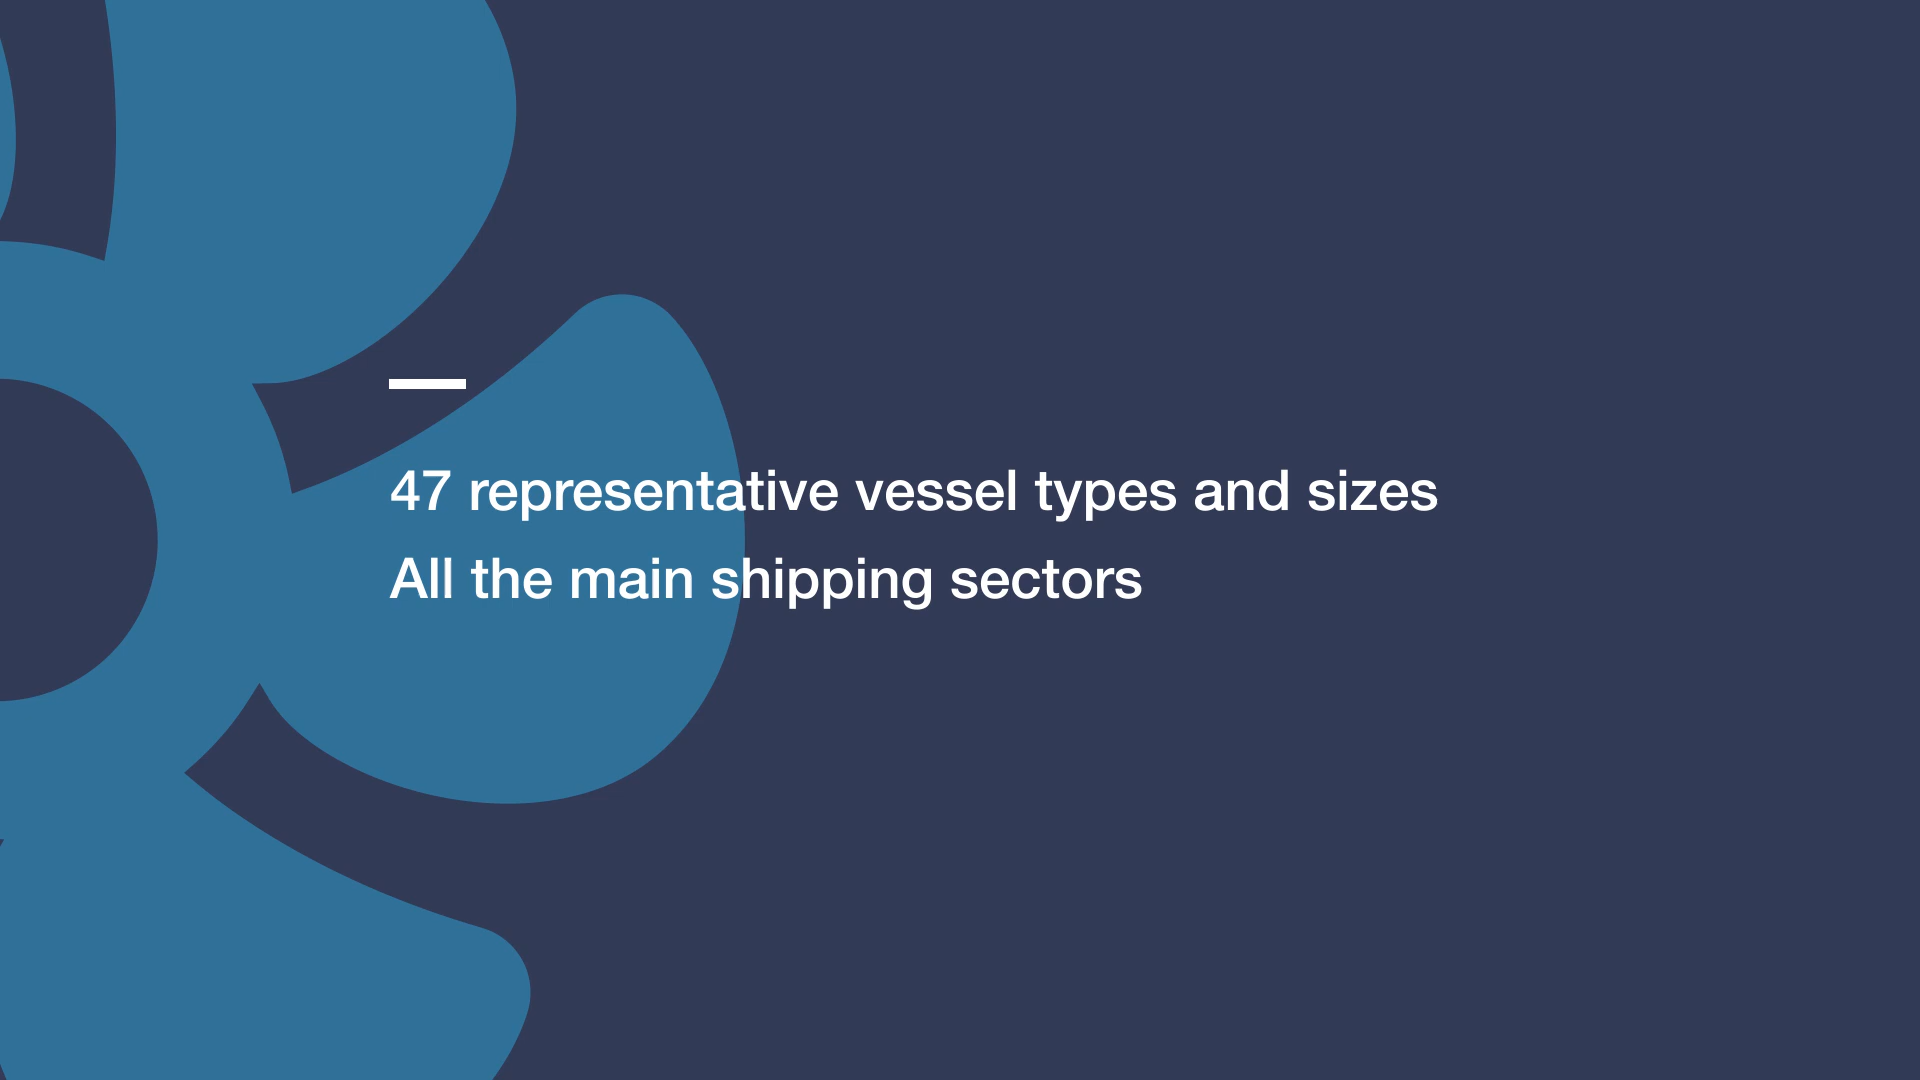 47 representative vessel types and sizes
All the main shipping sectors